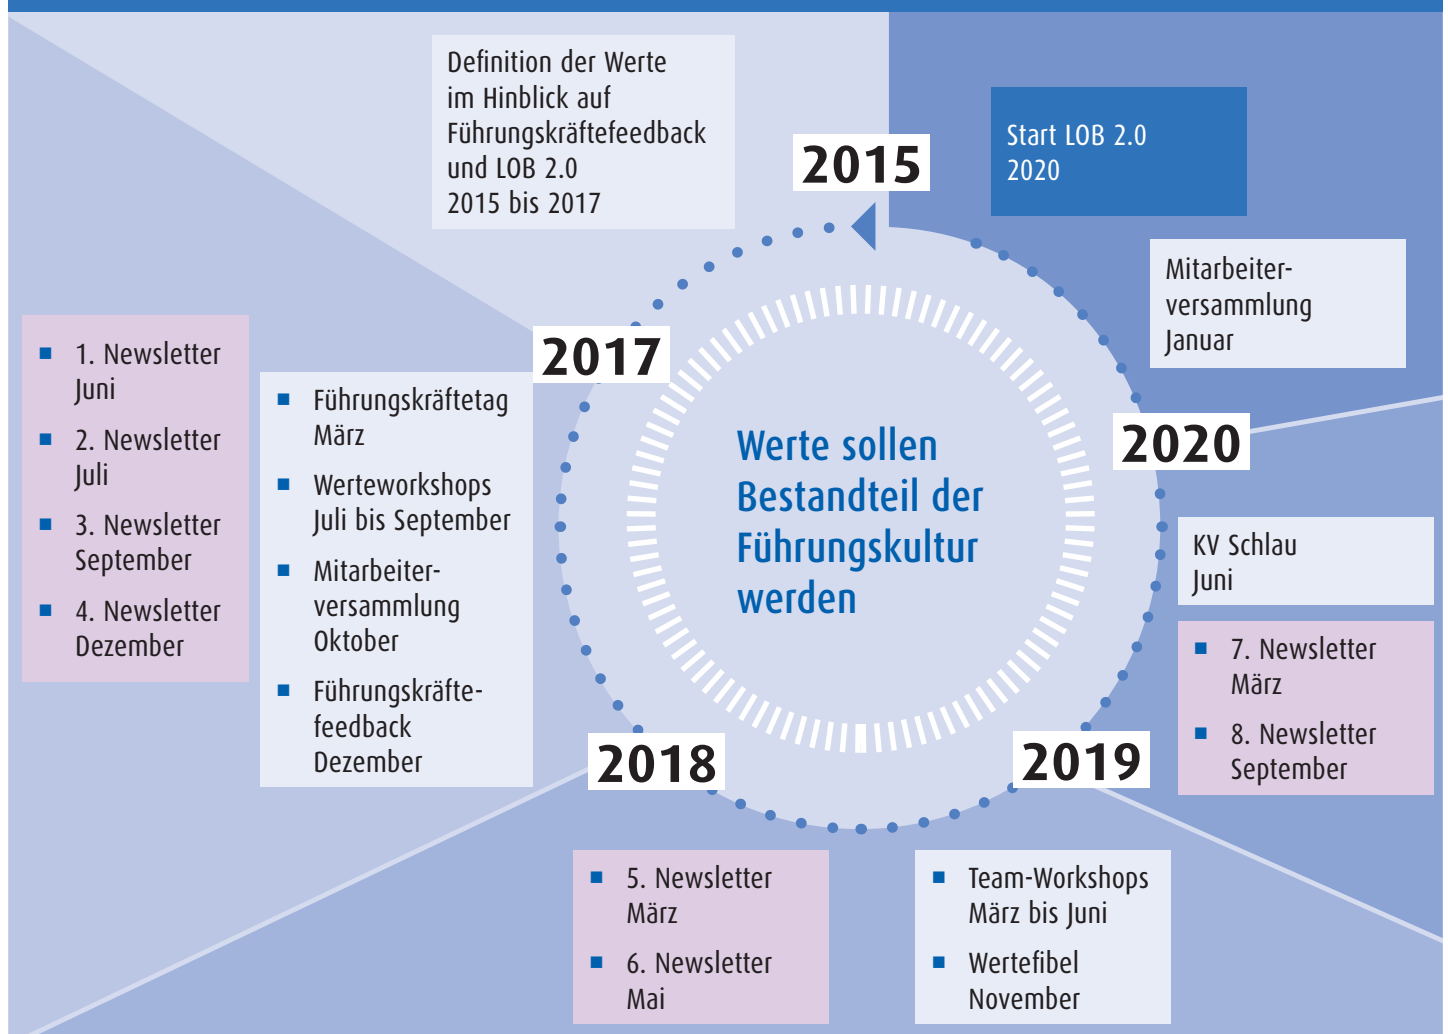 Definition der Werte
im Hinblick auf
Führungskräftefeedback
und LOB 2.0
2015 bis 2017
2015
Start LOB 2.0
2020
Mitarbeiter-
versammlung
Januar
1. Newsletter
Juni
2. Newsletter
Juli
3. Newsletter
September
4. Newsletter
Dezember
2017
Führungskräftetag
März
Werteworkshops
Juli bis September
Mitarbeiter-
versammlung
Oktober
Führungskräfte-
feedback
Dezember
Werte sollen
Bestandteil der
Führungskultur
werden
2020
KV Schlau
Juni
7. Newsletter
März
8. Newsletter
September
2018
2019
5. Newsletter
März
6. Newsletter
Mai
Team-Workshops
März bis Juni
Wertefibel
November